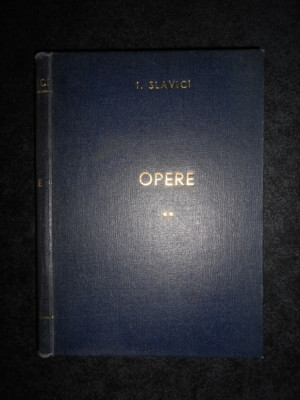 I. SLAVICI
OPERE
**